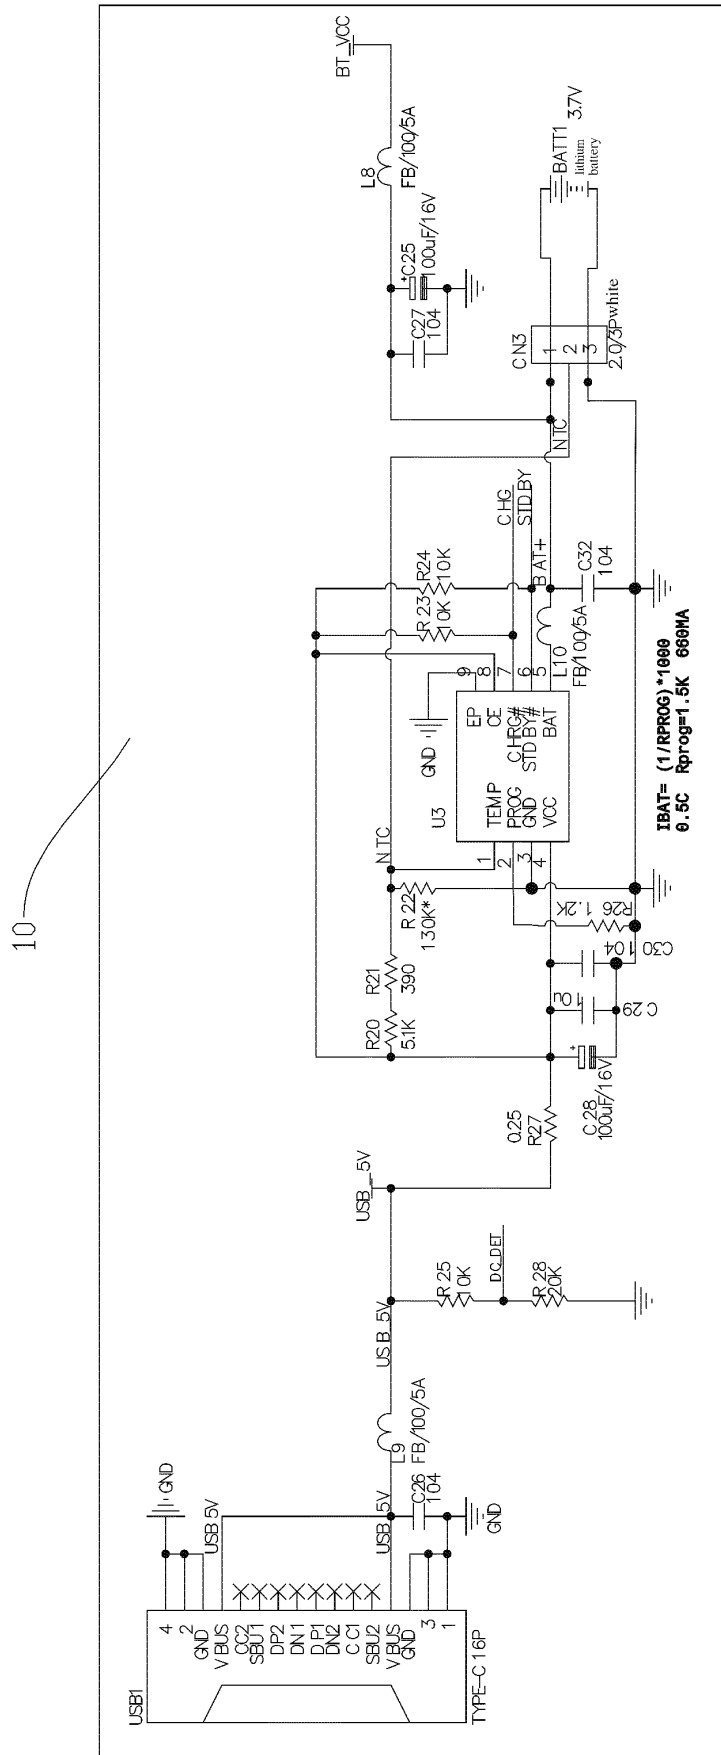 10
USB1
TYPE-C 16P
4
2
GND
VBUS
CC2
SBU1
DP2
DN1
DP1
DN2
CC1
SBU2
VBUS
GND
3
1
GND
USB 5V
USB_5V
C26
104
GND
L9
FB/100/5A
USB_5V
R25
10K
DC_DET
R28
20K
USB_5V
0.25
R27
C28
100uF/16V
C29
10u
C30
104
R26 1.2K
R20
5.1K
R21
390
R22
130K*
NTC
U3
1
2
3
4
TEMP
PROG
GND
VCC
EP
CE
CHRG#
STDBY#
BAT
9
8
7
6
5
GND
R23
10K
R24
10K
CHG
STDBY
BAT+
L10
FB/100/5A
C32
104
IBAT= (1/RPROG)*1000
0.5C Rprog=1.5K 660MA
NTC
CN3
1
2
3
2.0/3Pwhite
C27
104
C25
100uF/16V
L8
FB/100/5A
BT_VCC
BATT1
3.7V
lithium
battery